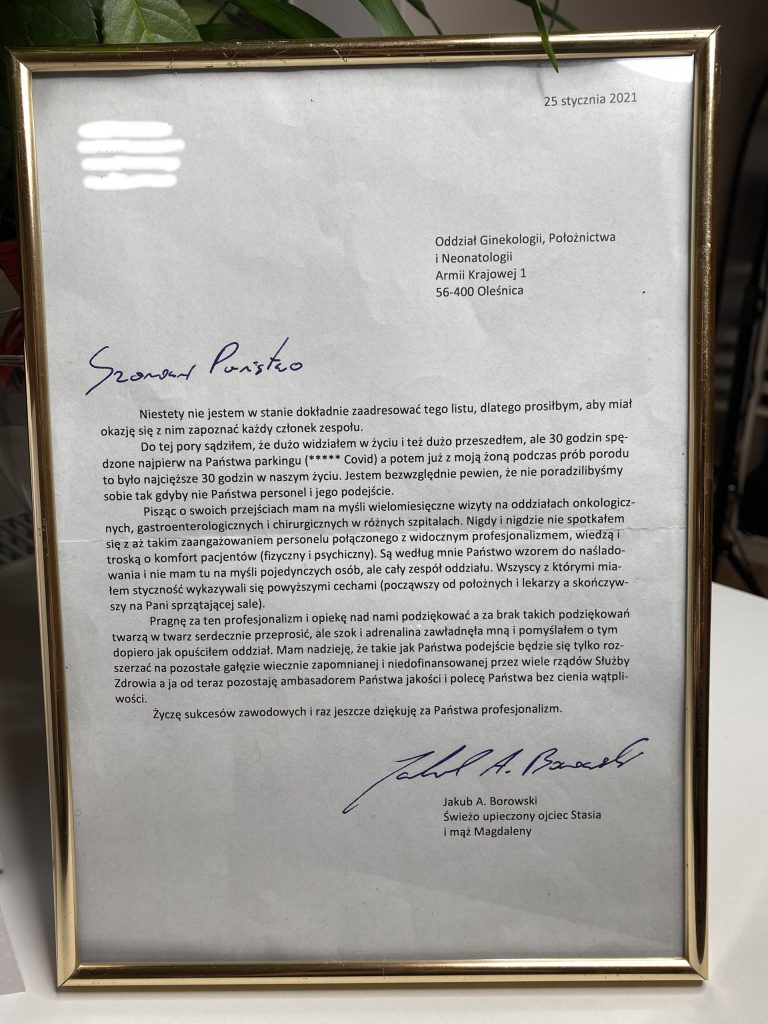 25 stycznia 2021
Oddział Ginekologii, Położnictwa
i Neonatologii
Armii Krajowej 1
56-400 Oleśnica
Szanowni Państwo
Niestety nie jestem w stanie dokładnie zaadresować tego listu, dlatego prosiłbym, aby miał
okazję się z nim zapoznać każdy członek zespołu.
Do tej pory sądziłem, że dużo widziałem w życiu i też dużo przeszedłem, ale 30 godzin spę-
dzone najpierw na Państwa parkingu (***** Covid) a potem już z moją żoną podczas prób porodu
to było najcięższe 30 godzin w naszym życiu. Jestem bezwzględnie pewien, że nie poradzilibyśmy
sobie tak gdyby nie Państwa personel i jego podejście.
Pisząc o swoich przejściach mam na myśli wielomiesięczne wizyty na oddziałach onkologicz-
nych, gastroenterologicznych i chirurgicznych w różnych szpitalach. Nigdy i nigdzie nie spotkałem
się z aż takim zaangażowaniem personelu połączonego z widocznym profesjonalizmem, wiedzą i
troską o komfort pacjentów (fizyczny i psychiczny). Są według mnie Państwo wzorem do naślado-
wania i nie mam tu na myśli pojedynczych osób, ale cały zespół oddziału. Wszyscy z którymi mia-
łem styczność wykazywali się powyższymi cechami (począwszy od położnych i lekarzy a skończyw-
szy na Pani sprzątającej sale).
Pragnę za ten profesjonalizm i opiekę nad nami podziękować a za brak takich podziękowań
twarzą w twarz serdecznie przeprosić, ale szok i adrenalina zawładnęła mną i pomyślałem o tym
dopiero jak opuściłem oddział. Mam nadzieję, że takie jak Państwa podejście będzie się tylko roz-
szerzać na pozostałe gałęzie wiecznie zapomnianej i niedofinansowanej przez wiele rządów Służby
Zdrowia a ja od teraz pozostaję ambasadorem Państwa jakości i polecę Państwa bez cienia wątpli-
wości.
Życzę sukcesów zawodowych i raz jeszcze dziękuję za Państwa profesjonalizm.
Jakub A. Borowski
Jakub A. Borowski
Świeżo upieczony ojciec Stasia
i mąż Magdaleny